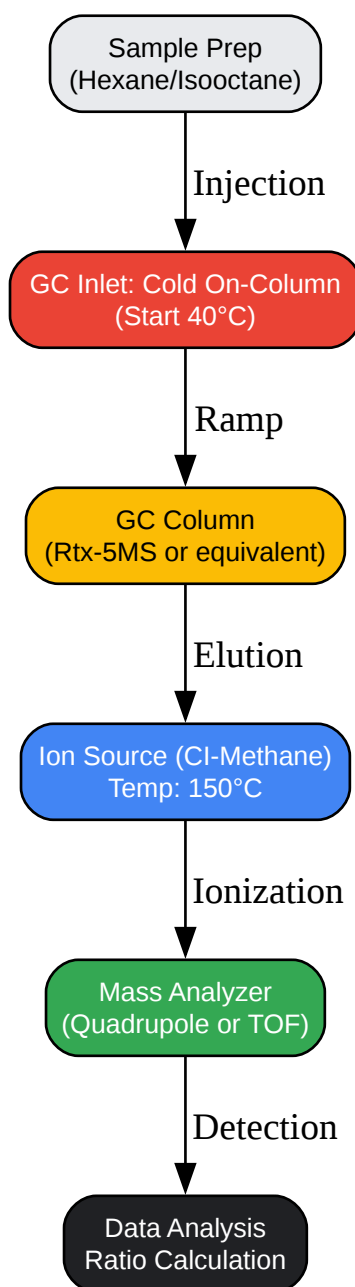 Sample Prep
(Hexane/Isooctane)
Injection
GC Inlet: Cold On-Column
(Start 40°C)
Ramp
GC Column
(Rtx-5MS or equivalent)
Elution
Ion Source (CI-Methane)
Temp: 150°C
Ionization
Mass Analyzer
(Quadrupole or TOF)
Detection
Data Analysis
Ratio Calculation